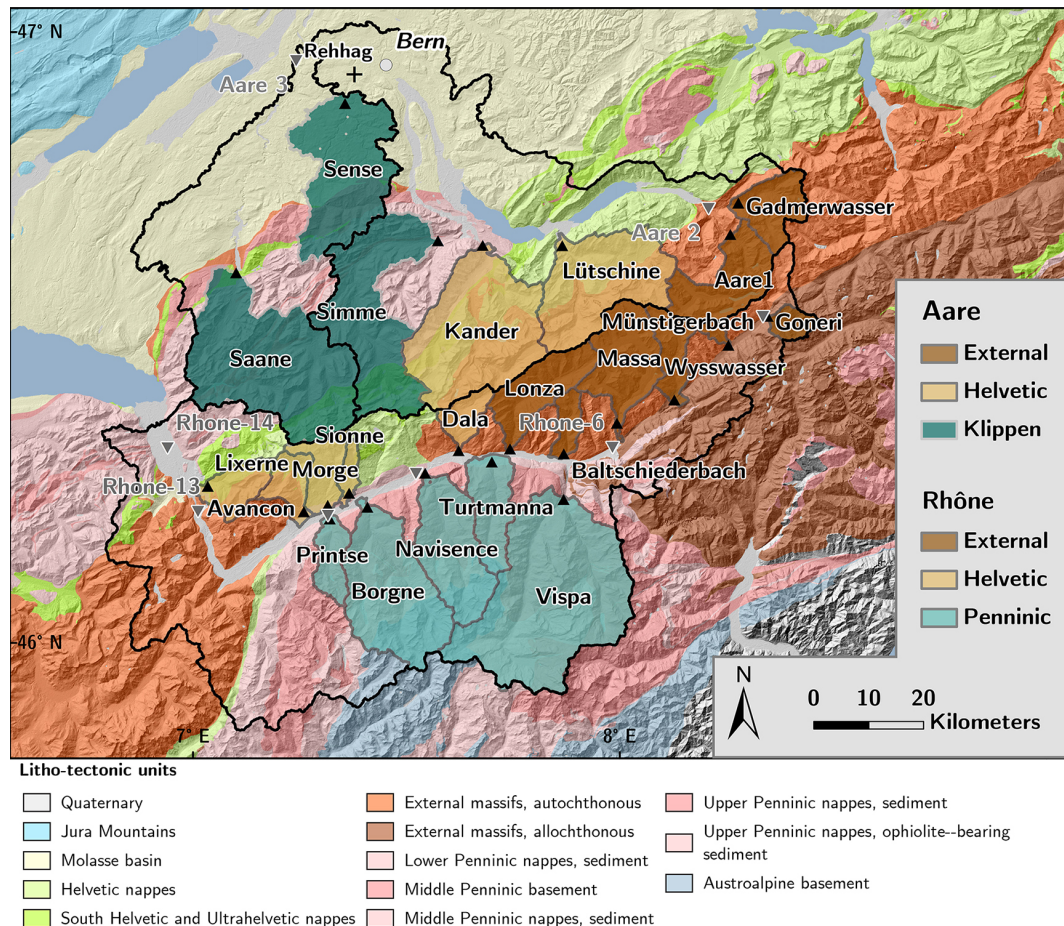 47° N
Bern
Rehhag
Aare 3
Sense
Gadmerwasser
Aare 2
Lütschine
Aare1
Simme
Kander
Münstigerbach
Goneri
Saane
Massa
Wysswasser
Lonza
Dala
Rhone-6
Rhone-14
Sionne
Lixerne
Morge
Baltschiederbach
Rhone-13
Avancon
Turtmanna
Printse
Navisence
Borgne
Vispa
46° N
7° E
8° E
Aare
External
Helvetic
Klippen
Rhône
External
Helvetic
Penninic
N
0 10 20
Kilometers
Litho-tectonic units
Quaternary
Jura Mountains
Molasse basin
Helvetic nappes
South Helvetic and Ultrahelvetic nappes
External massifs, autochthonous
External massifs, allochthonous
Lower Penninic nappes, sediment
Middle Penninic basement
Middle Penninic nappes, sediment
Upper Penninic nappes, sediment
Upper Penninic nappes, ophiolite--bearing
sediment
Austroalpine basement